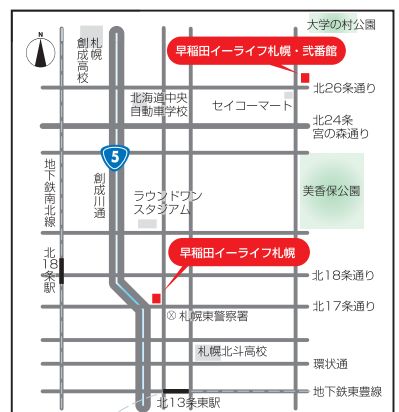 大学の村公園
N
札幌
創成高校
早稲田イーライフ札幌・弐番館
北26条通り
北海道中央
自動車学校
セイコーマート
北24条
宮の森通り
5
地下鉄南北線
創成川通
ラウンドワン
スタジアム
美香保公園
早稲田イーライフ札幌
北18条駅
北18条通り
北17条通り
札幌東警察署
札幌北斗高校
環状通
地下鉄東豊線
北13条東駅